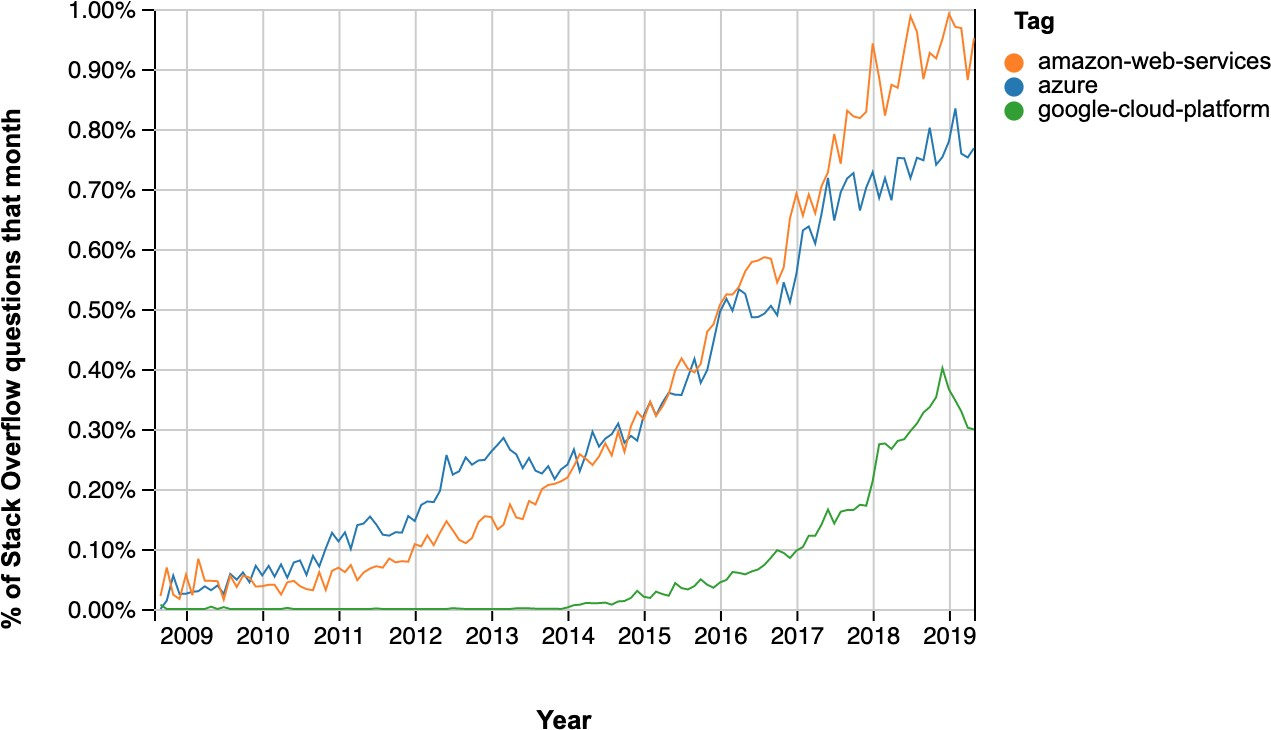 % of Stack Overflow questions that month
1.00%
0.90%
0.80%
0.70%
0.60%
0.50%
0.40%
0.30%
0.20%
0.10%
0.00%
2009 2010 2011 2012 2013 2014 2015 2016 2017 2018 2019
Year
Tag
amazon-web-services
azure
google-cloud-platform